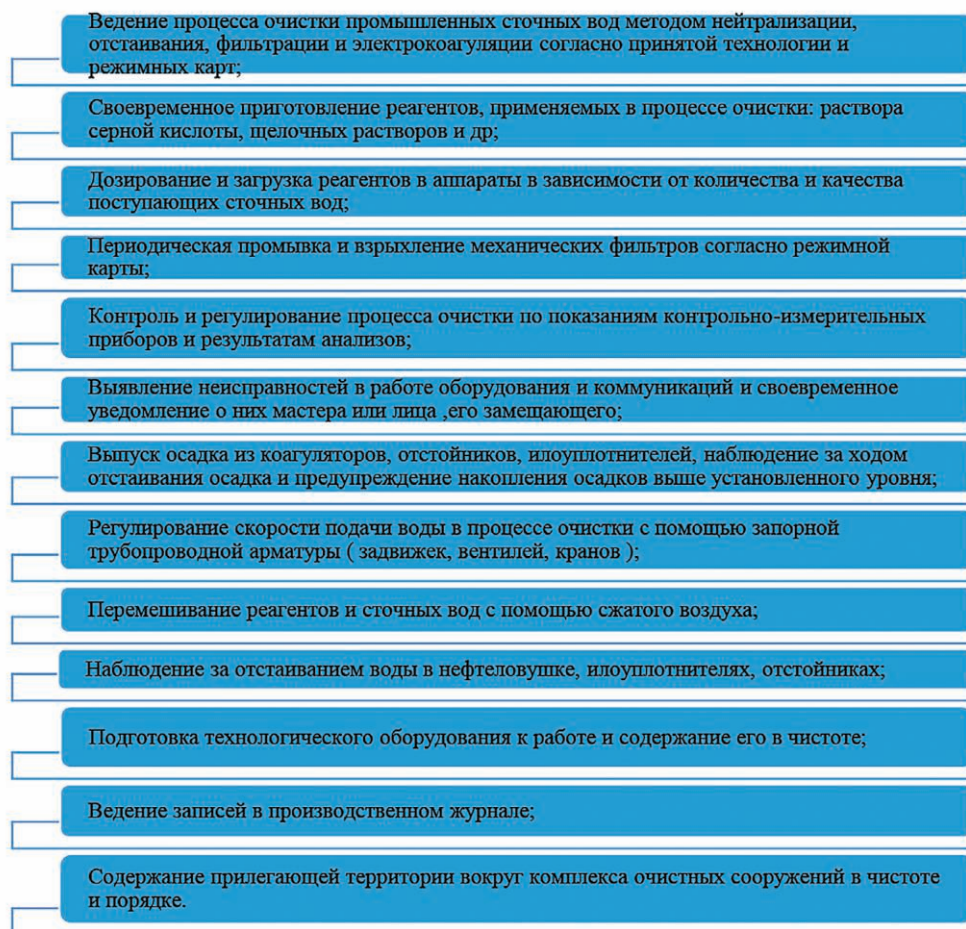 Ведение процесса очистки промышленных сточных вод методом нейтрализации,
отстаивания, фильтрации и электрокоагуляции согласно принятой технологии и
режимных карт;
Своевременное приготовление реагентов, применяемых в процессе очистки: раствора
серной кислоты, щелочных растворов и др;
Дозирование и загрузка реагентов в аппараты в зависимости от количества и качества
поступающих сточных вод;
Периодическая промывка и взрыхление механических фильтров согласно режимной
карты;
Контроль и регулирование процесса очистки по показаниям контрольно-измерительных
приборов и результатам анализов;
Выявление неисправностей в работе оборудования и коммуникаций и своевременное
уведомление о них мастера или лица ,его замещающего;
Выпуск осадка из коагуляторов, отстойников, илоуплотнителей, наблюдение за ходом
отстаивания осадка и предупреждение накопления осадков выше установленного уровня;
Регулирование скорости подачи воды в процессе очистки с помощью запорной
трубопроводной арматуры ( задвижек, вентилей, кранов );
Перемешивание реагентов и сточных вод с помощью сжатого воздуха;
Наблюдение за отстаиванием воды в нефтеловушке, илоуплотнителях, отстойниках;
Подготовка технологического оборудования к работе и содержание его в чистоте;
Ведение записей в производственном журнале;
Содержание прилегающей территории вокруг комплекса очистных сооружений в чистоте
и порядке.